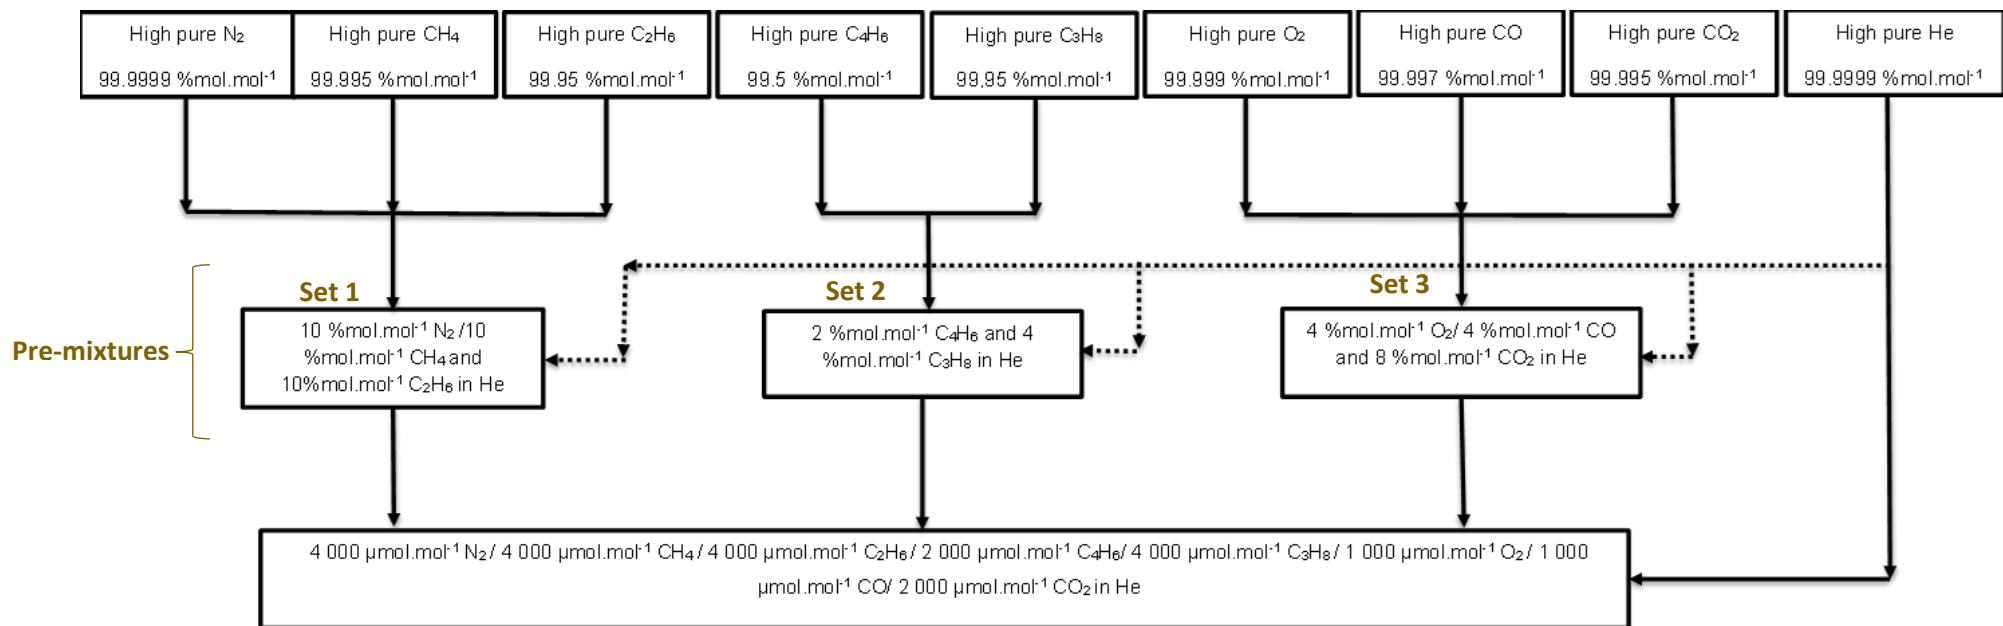 High pure N₂
99.9999 %mol.mol⁻¹
High pure CH₄
99.995 %mol.mol⁻¹
High pure C₂H₆
99.95 %mol.mol⁻¹
High pure C₄H₆
99.5 %mol.mol⁻¹
High pure C₃H₈
99,95 %mol.mol⁻¹
High pure O₂
99.999 %mol.mol⁻¹
High pure CO
99.997 %mol.mol⁻¹
High pure CO₂
99.995 %mol.mol⁻¹
High pure He
99.9999 %mol.mol⁻¹
Pre-mixtures
Set 1
10 %mol.mol⁻¹ N₂ /10
%mol.mol⁻¹ CH₄ and
10%mol.mol⁻¹ C₂H₆ in He
Set 2
2 %mol.mol⁻¹ C₄H₆ and 4
%mol.mol⁻¹ C₃H₈ in He
Set 3
4 %mol.mol⁻¹ O₂/ 4 %mol.mol⁻¹ CO
and 8 %mol.mol⁻¹ CO₂ in He
4 000 µmol.mol⁻¹ N₂ / 4 000 µmol.mol⁻¹ CH₄ / 4 000 µmol.mol⁻¹ C₂H₆ / 2 000 µmol.mol⁻¹ C₄H₆/ 4 000 µmol.mol⁻¹ C₃H₈ / 1 000 µmol.mol⁻¹ O₂ / 1 000
µmol.mol⁻¹ CO/ 2 000 µmol.mol⁻¹ CO₂ in He